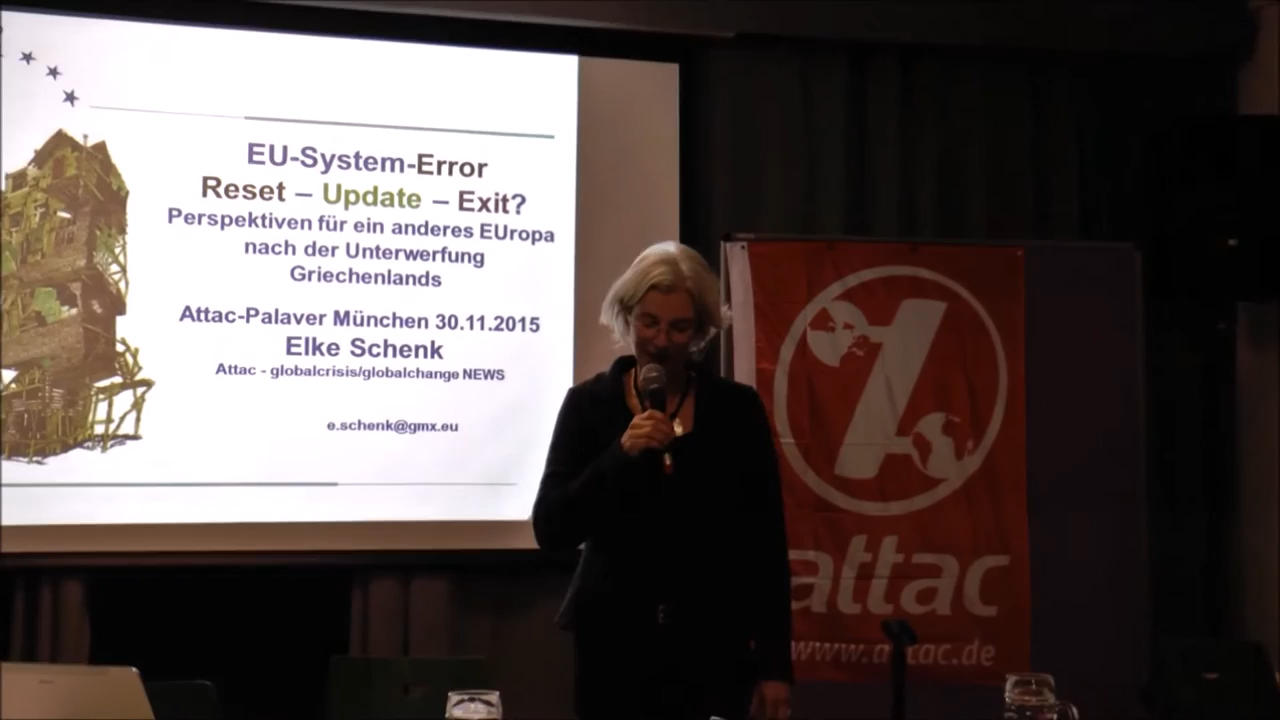 EU-System-Error
Reset – Update – Exit?
Perspektiven für ein anderes EUropa
nach der Unterwerfung
Griechenlands
Attac-Palaver München 30.11.2015
Elke Schenk
Attac - globalcrisis/globalchange NEWS
e.schenk@gmx.eu
attac
www.attac.de